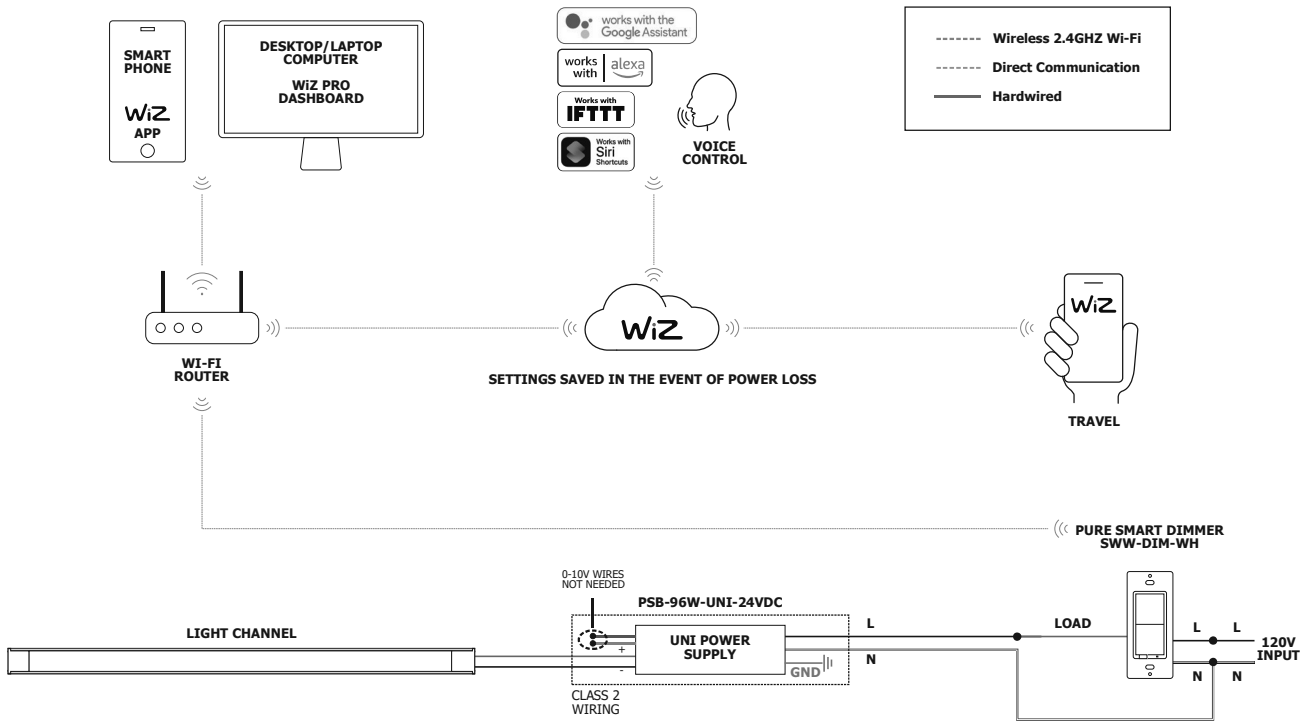 SMART
PHONE
WiZ
APP
DESKTOP/LAPTOP
COMPUTER
WiZ PRO
DASHBOARD
works with the
Google Assistant
works
with
alexa
Works with
IFTTT
Works with
Siri
Shortcuts
VOICE
CONTROL
Wireless 2.4GHZ Wi-Fi
Direct Communication
Hardwired
WI-FI
ROUTER
WiZ
SETTINGS SAVED IN THE EVENT OF POWER LOSS
WiZ
TRAVEL
PURE SMART DIMMER
SWW-DIM-WH
0-10V WIRES
NOT NEEDED
PSB-96W-UNI-24VDC
LIGHT CHANNEL
UNI POWER
SUPPLY
+
-
GND
CLASS 2
WIRING
L
N
LOAD
L
L
120V
INPUT
N
N